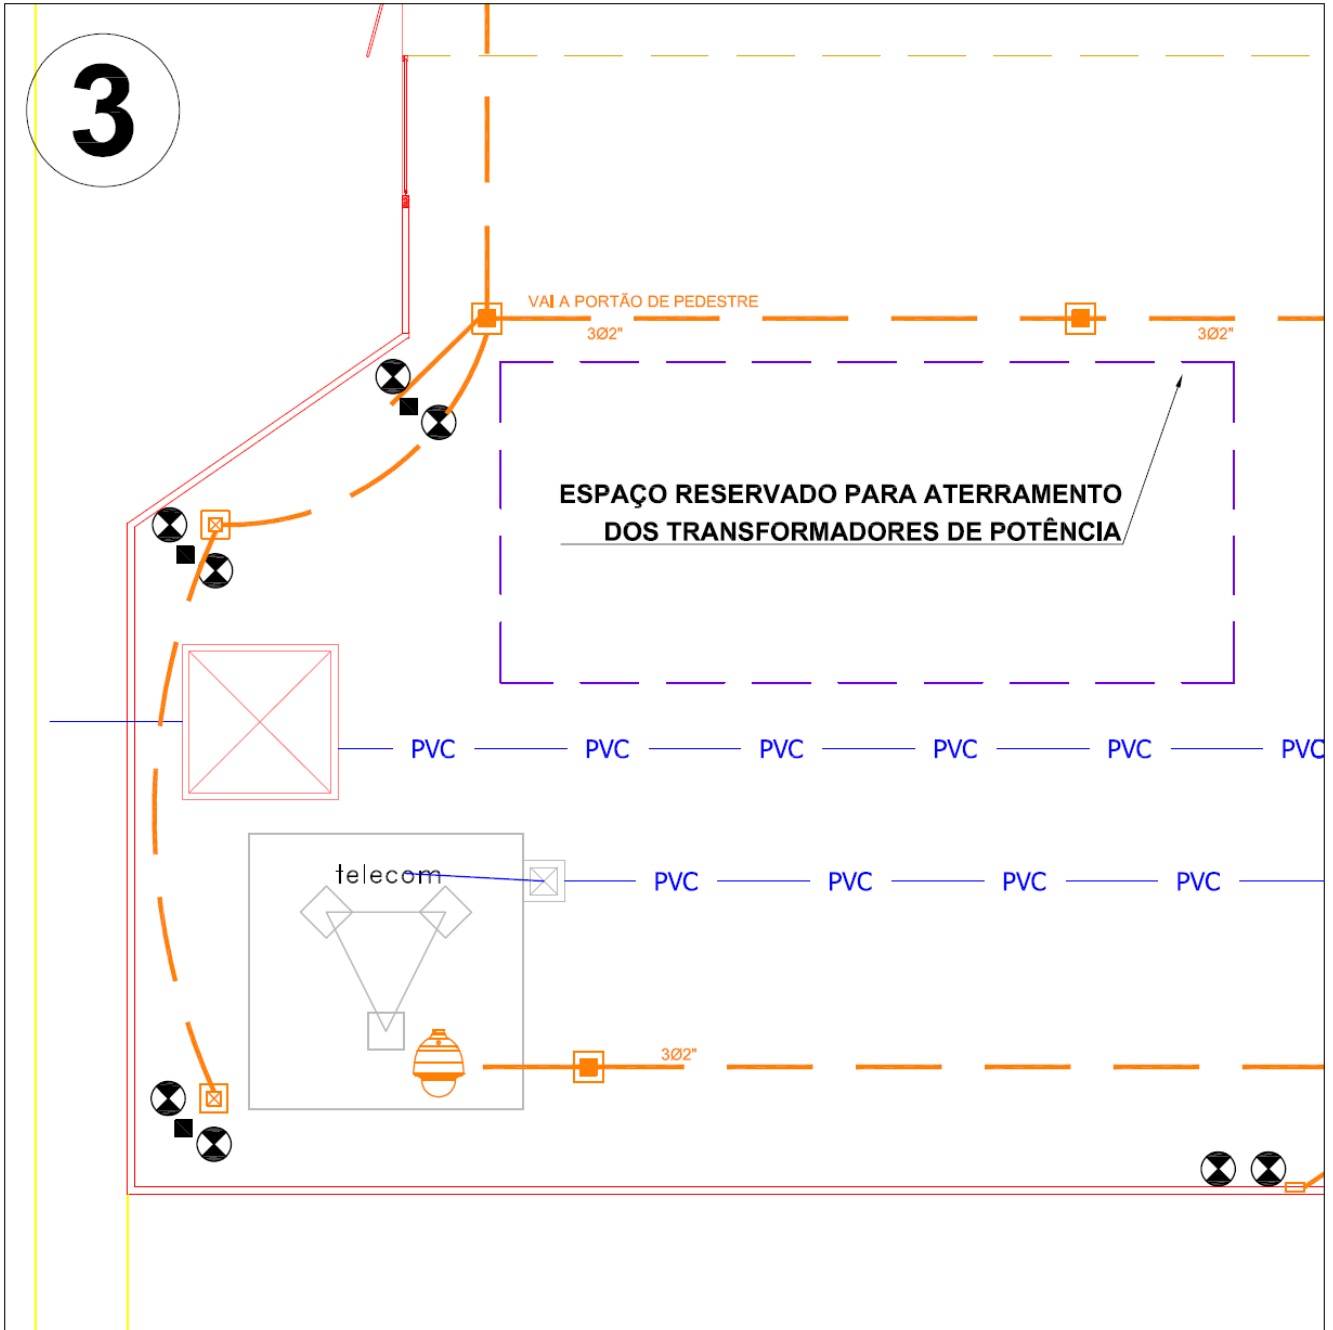 3
VAI A PORTÃO DE PEDESTRE
3Ø2"
3Ø2"
ESPAÇO RESERVADO PARA ATERRAMENTO
DOS TRANSFORMADORES DE POTÊNCIA
PVC PVC PVC PVC PVC PVC
telecom
PVC PVC PVC PVC
3Ø2"